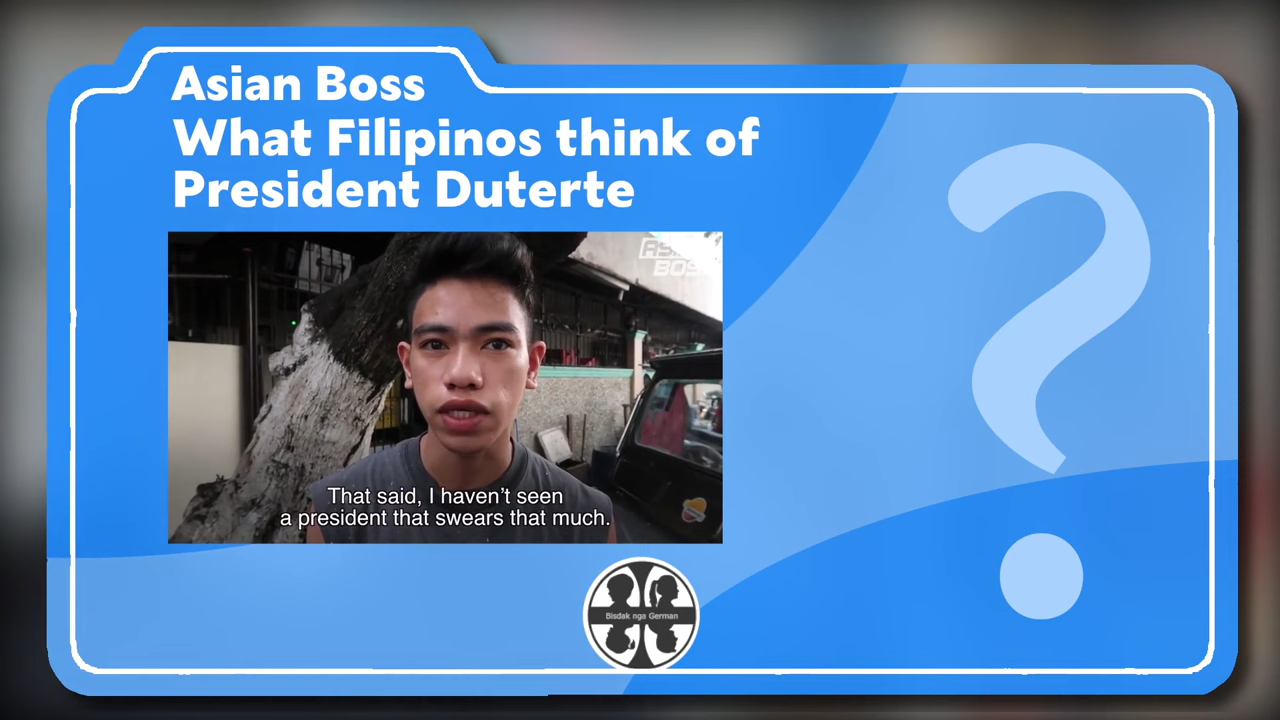 Asian Boss
What Filipinos think of
President Duterte
ASIAN
BOSS
That said, I haven't seen
a president that swears that much.
Bisdak nga German